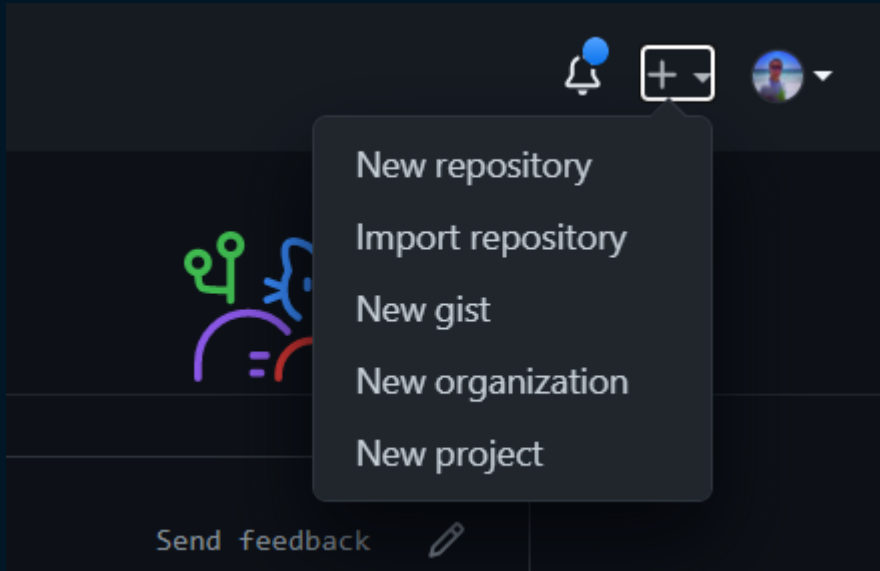 New repository
Import repository
New gist
New organization
New project
Send feedback